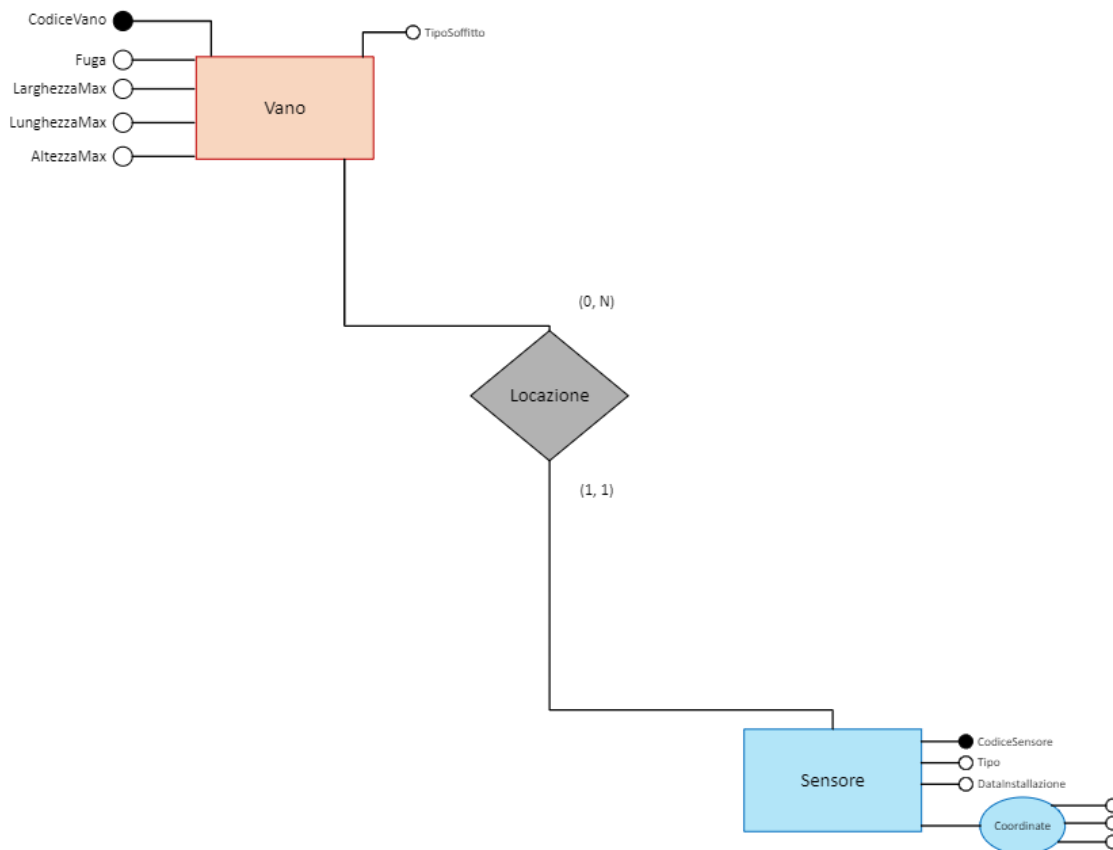 CodiceVano
TipoSoffitto
Fuga
LarghezzaMax
LunghezzaMax
AltezzaMax
Vano
(0, N)
Locazione
(1, 1)
Sensore
CodiceSensore
Tipo
DataInstallazione
Coordinate